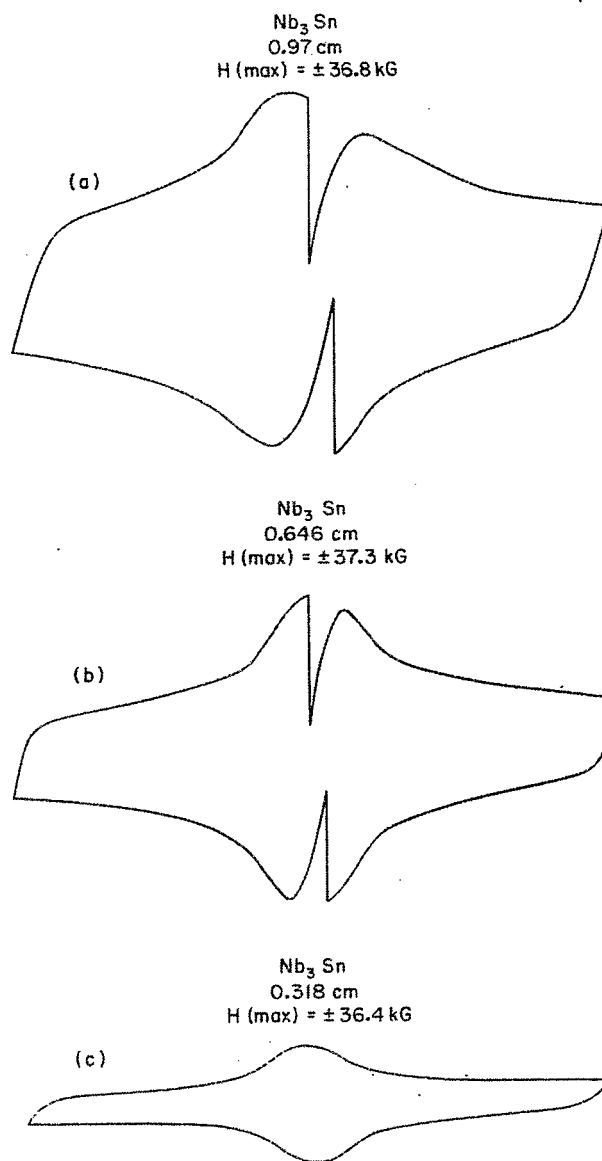 Nb₃ Sn
0.97 cm
H (max) = ± 36.8 kG
(a)
Nb₃ Sn
0.646 cm
H (max) = ± 37.3 kG
(b)
Nb₃ Sn
0.318 cm
H (max) = ± 36.4 kG
(c)